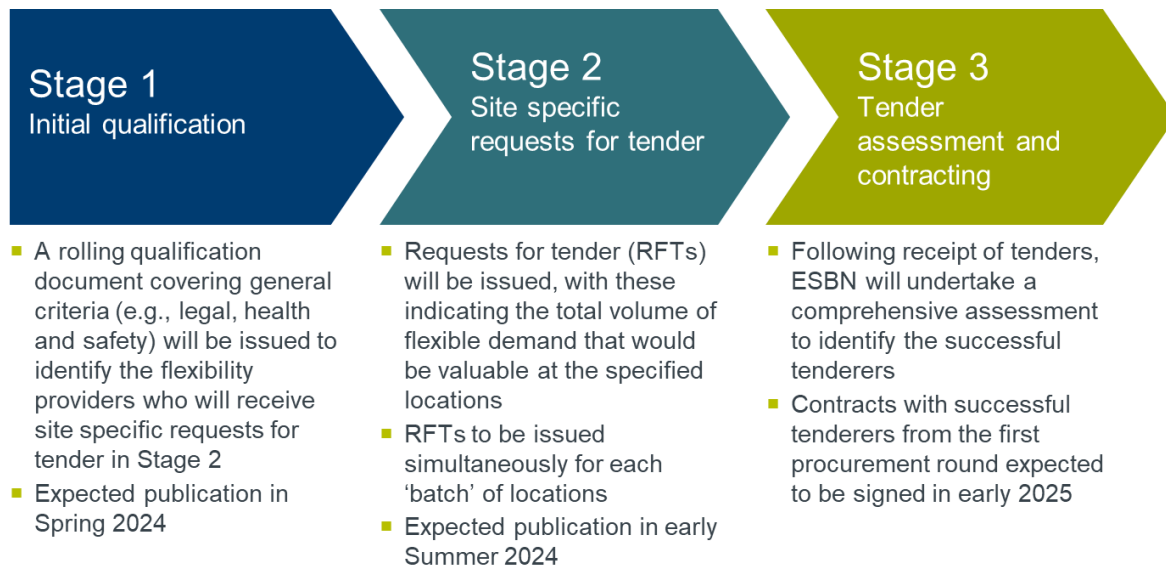 Stage 1
Initial qualification
Stage 2
Site specific
requests for tender
Stage 3
Tender
assessment and
contracting
▪ A rolling qualification
document covering general
criteria (e.g., legal, health
and safety) will be issued to
identify the flexibility
providers who will receive
site specific requests for
tender in Stage 2
▪ Expected publication in
Spring 2024
▪ Requests for tender (RFTs)
will be issued, with these
indicating the total volume of
flexible demand that would
be valuable at the specified
locations
▪ RFTs to be issued
simultaneously for each
‘batch’ of locations
▪ Expected publication in early
Summer 2024
▪ Following receipt of tenders,
ESBN will undertake a
comprehensive assessment
to identify the successful
tenderers
▪ Contracts with successful
tenderers from the first
procurement round expected
to be signed in early 2025